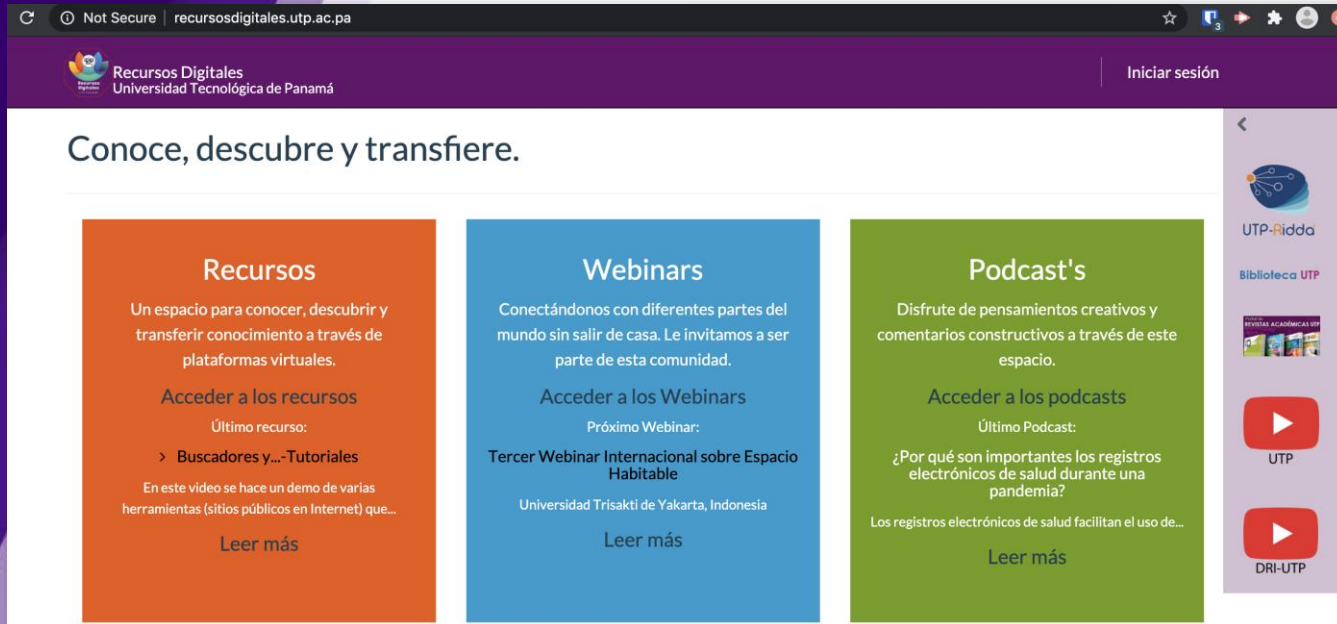 Not Secure
recursosdigitales.utp.ac.pa
3
Recursos Digitales
Universidad Tecnológica de Panamá
Iniciar sesión
Conoce, descubre y transfiere.
Recursos
Un espacio para conocer, descubrir y
transferir conocimiento a través de
plataformas virtuales.
Acceder a los recursos
Último recurso:
> Buscadores y...-Tutoriales
En este video se hace un demo de varias
herramientas (sitios públicos en Internet) que...
Leer más
Webinars
Conectándonos con diferentes partes del
mundo sin salir de casa. Le invitamos a ser
parte de esta comunidad.
Acceder a los Webinars
Próximo Webinar:
Tercer Webinar Internacional sobre Espacio
Habitable
Universidad Trisakti de Yakarta, Indonesia
Leer más
Podcast's
Disfrute de pensamientos creativos y
comentarios constructivos a través de este
espacio.
Acceder a los podcasts
Último Podcast:
¿Por qué son importantes los registros
electrónicos de salud durante una
pandemia?
Los registros electrónicos de salud facilitan el uso de...
Leer más
UTP-Ridda
Biblioteca UTP
REVISTAS ACADÉMICAS UTP
UTP
DRI-UTP